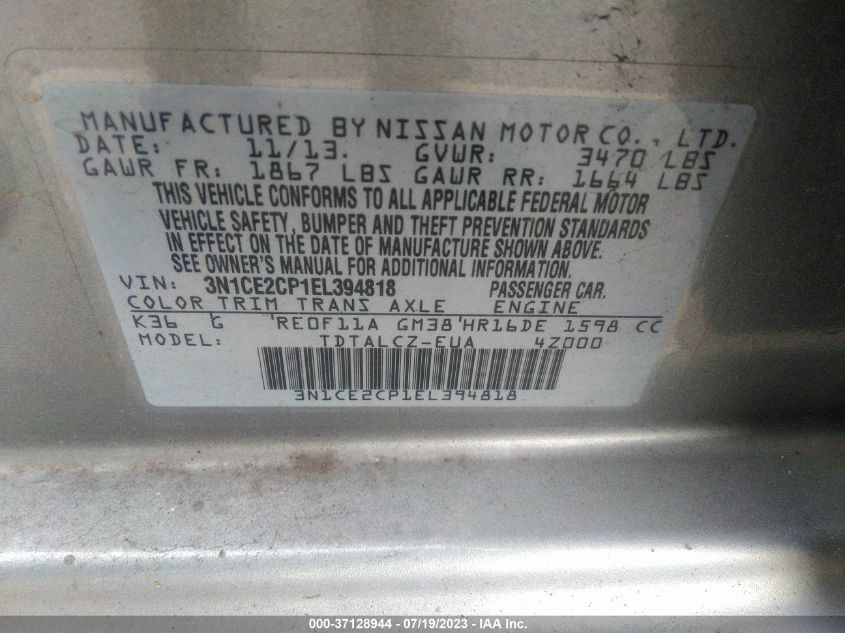 MANUFACTURED BY NISSAN MOTOR CO., LTD.
DATE: 11/13. GVWR: 3470 LBS
GAWR FR: 1867 LBS GAWR RR: 1664 LBS
THIS VEHICLE CONFORMS TO ALL APPLICABLE FEDERAL MOTOR
VEHICLE SAFETY, BUMPER AND THEFT PREVENTION STANDARDS
IN EFFECT ON THE DATE OF MANUFACTURE SHOWN ABOVE.
SEE OWNER'S MANUAL FOR ADDITIONAL INFORMATION.
VIN: 3N1CE2CP1EL394818 PASSENGER CAR.
COLOR TRIM TRANS AXLE ENGINE
K36 G 'RE0F11A GM38'HR16DE 1598 CC
MODEL: TDTALCZ-EUA 4Z000
3N1CE2CP1EL394818
000-37128944 / 07/19/2023 - IAA Inc.